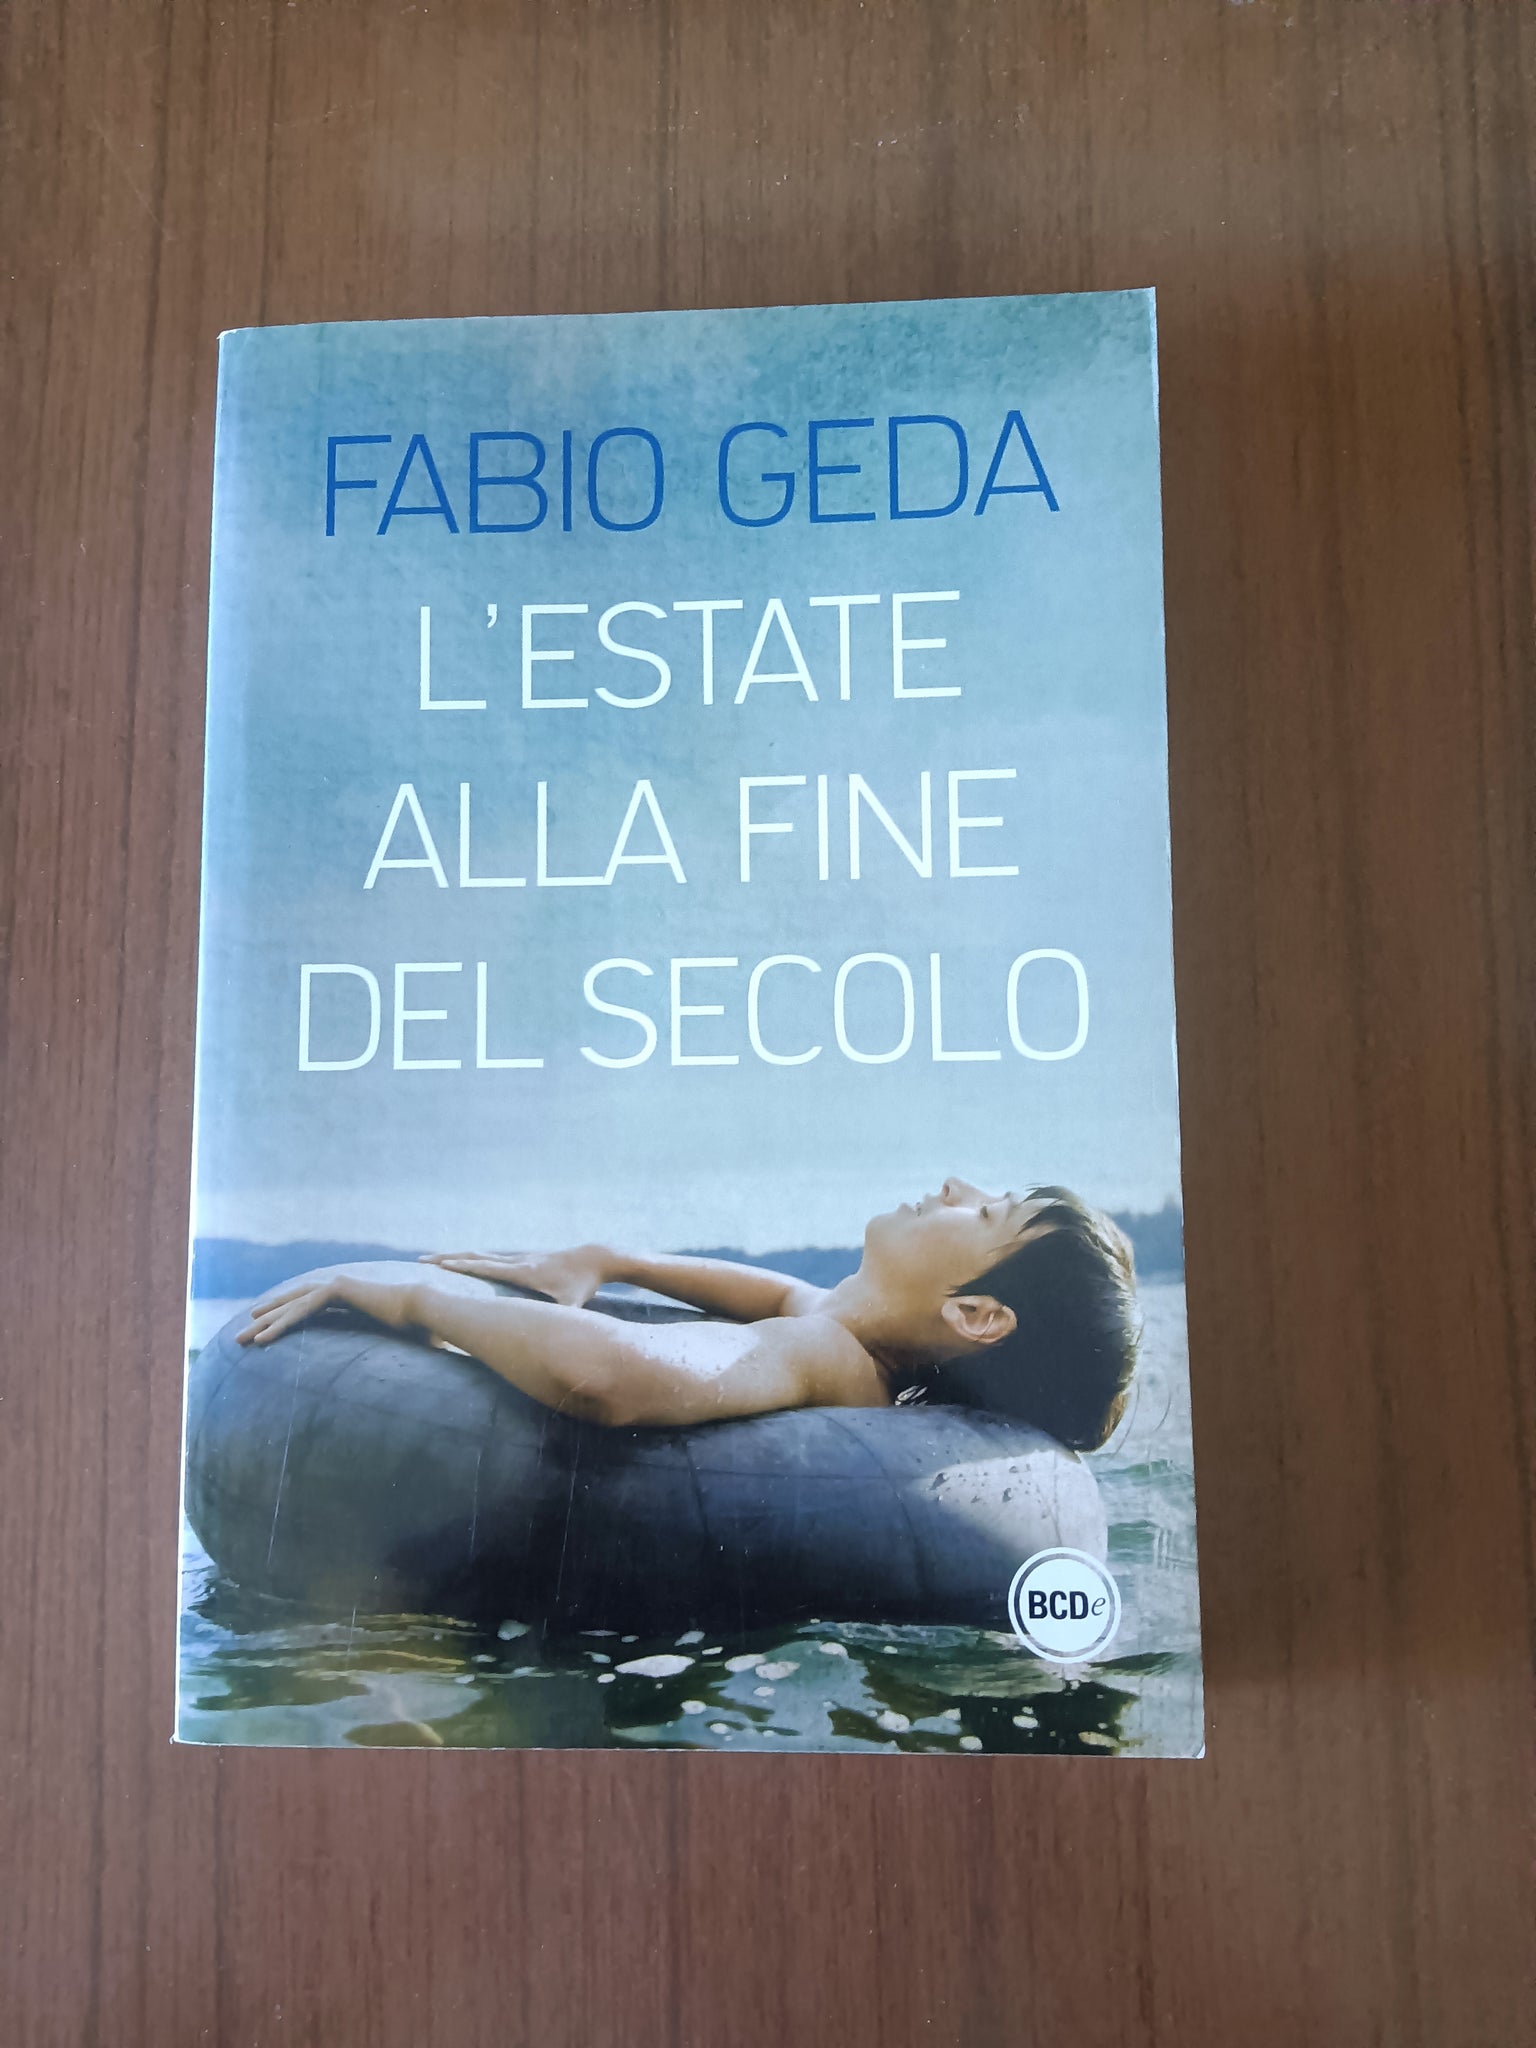 FABIO GEDA
L'ESTATE
ALLA FINE
DEL SECOLO
BCDe